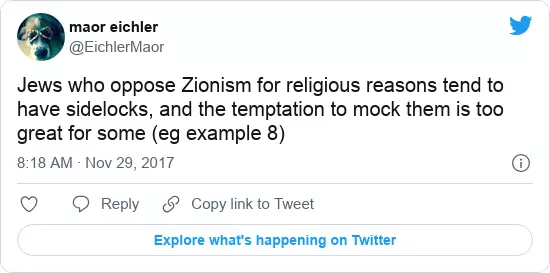 maor eichler
@EichlerMaor
Jews who oppose Zionism for religious reasons tend to
have sidelocks, and the temptation to mock them is too
great for some (eg example 8)
8:18 AM · Nov 29, 2017
Reply
Copy link to Tweet
Explore what's happening on Twitter